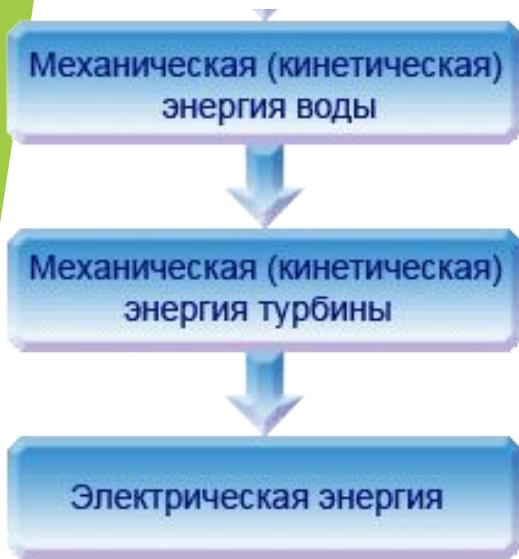 Механическая (кинетическая)
энергия воды
Механическая (кинетическая)
энергия турбины
Электрическая энергия